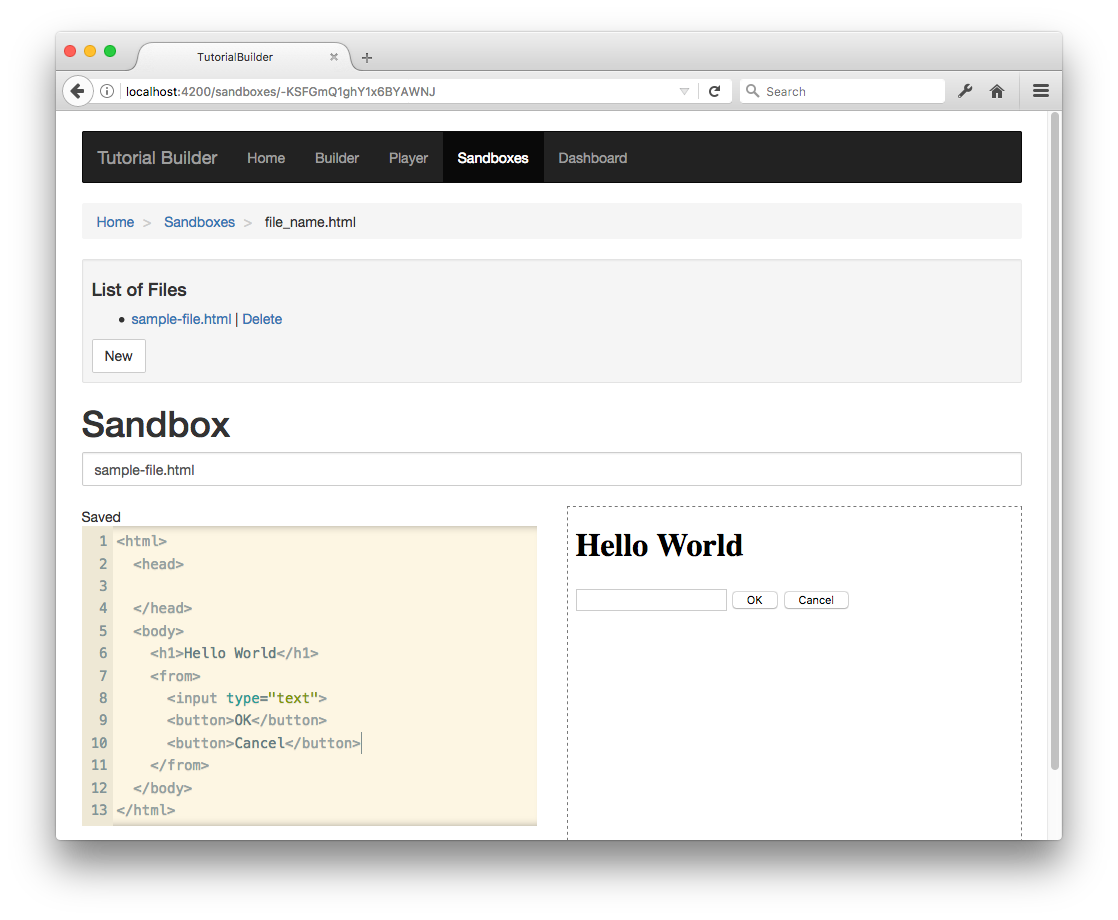 TutorialBuilder
localhost:4200/sandboxes/-KSFGmQ1ghY1x6BYAWNJ
Search
Tutorial Builder Home Builder Player Sandboxes Dashboard
Home > Sandboxes > file_name.html
List of Files
• sample-file.html | Delete
New
Sandbox
sample-file.html
Saved
1 <html>
2   <head>
3
4   </head>
5   <body>
6     <h1>Hello World</h1>
7     <from>
8       <input type="text">
9       <button>OK</button>
10       <button>Cancel</button>
11     </from>
12   </body>
13 </html>
Hello World
OK Cancel